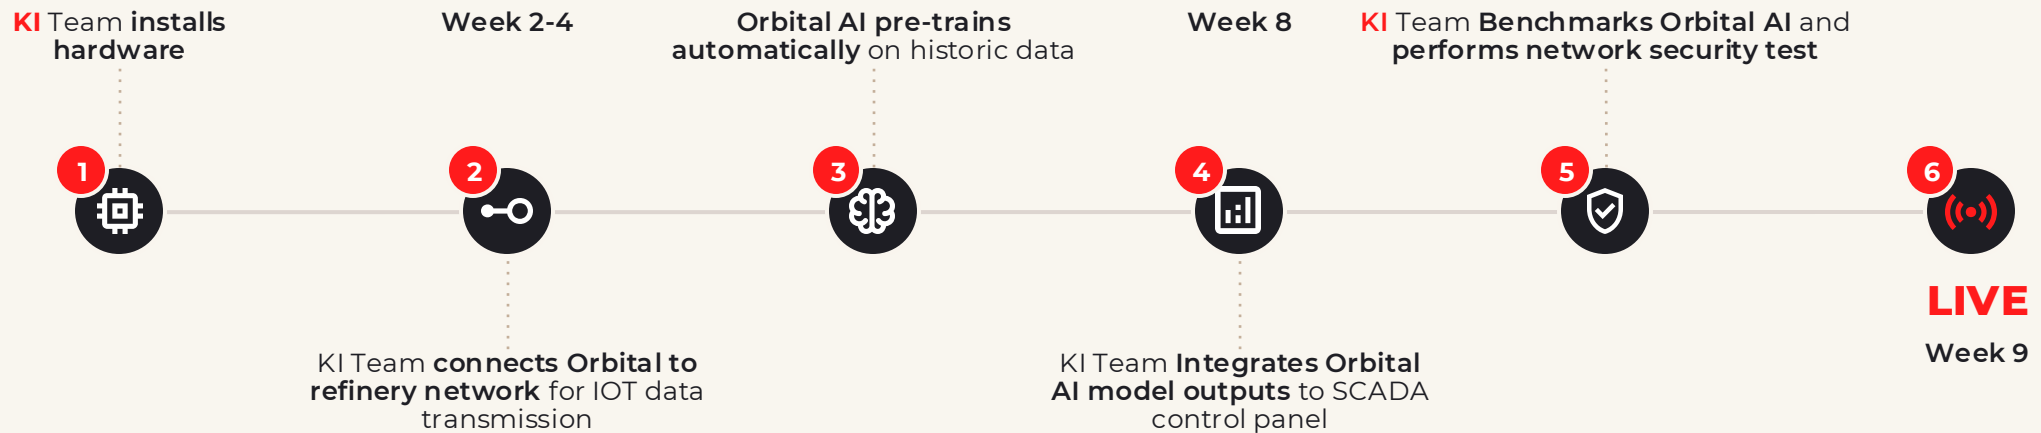 KI Team installs
hardware
Week 2-4
Orbital AI pre-trains
automatically on historic data
Week 8
KI Team Benchmarks Orbital AI and
performs network security test
1
2
3
4
5
6
LIVE
Week 9
KI Team connects Orbital to
refinery network for IOT data
transmission
KI Team Integrates Orbital
AI model outputs to SCADA
control panel